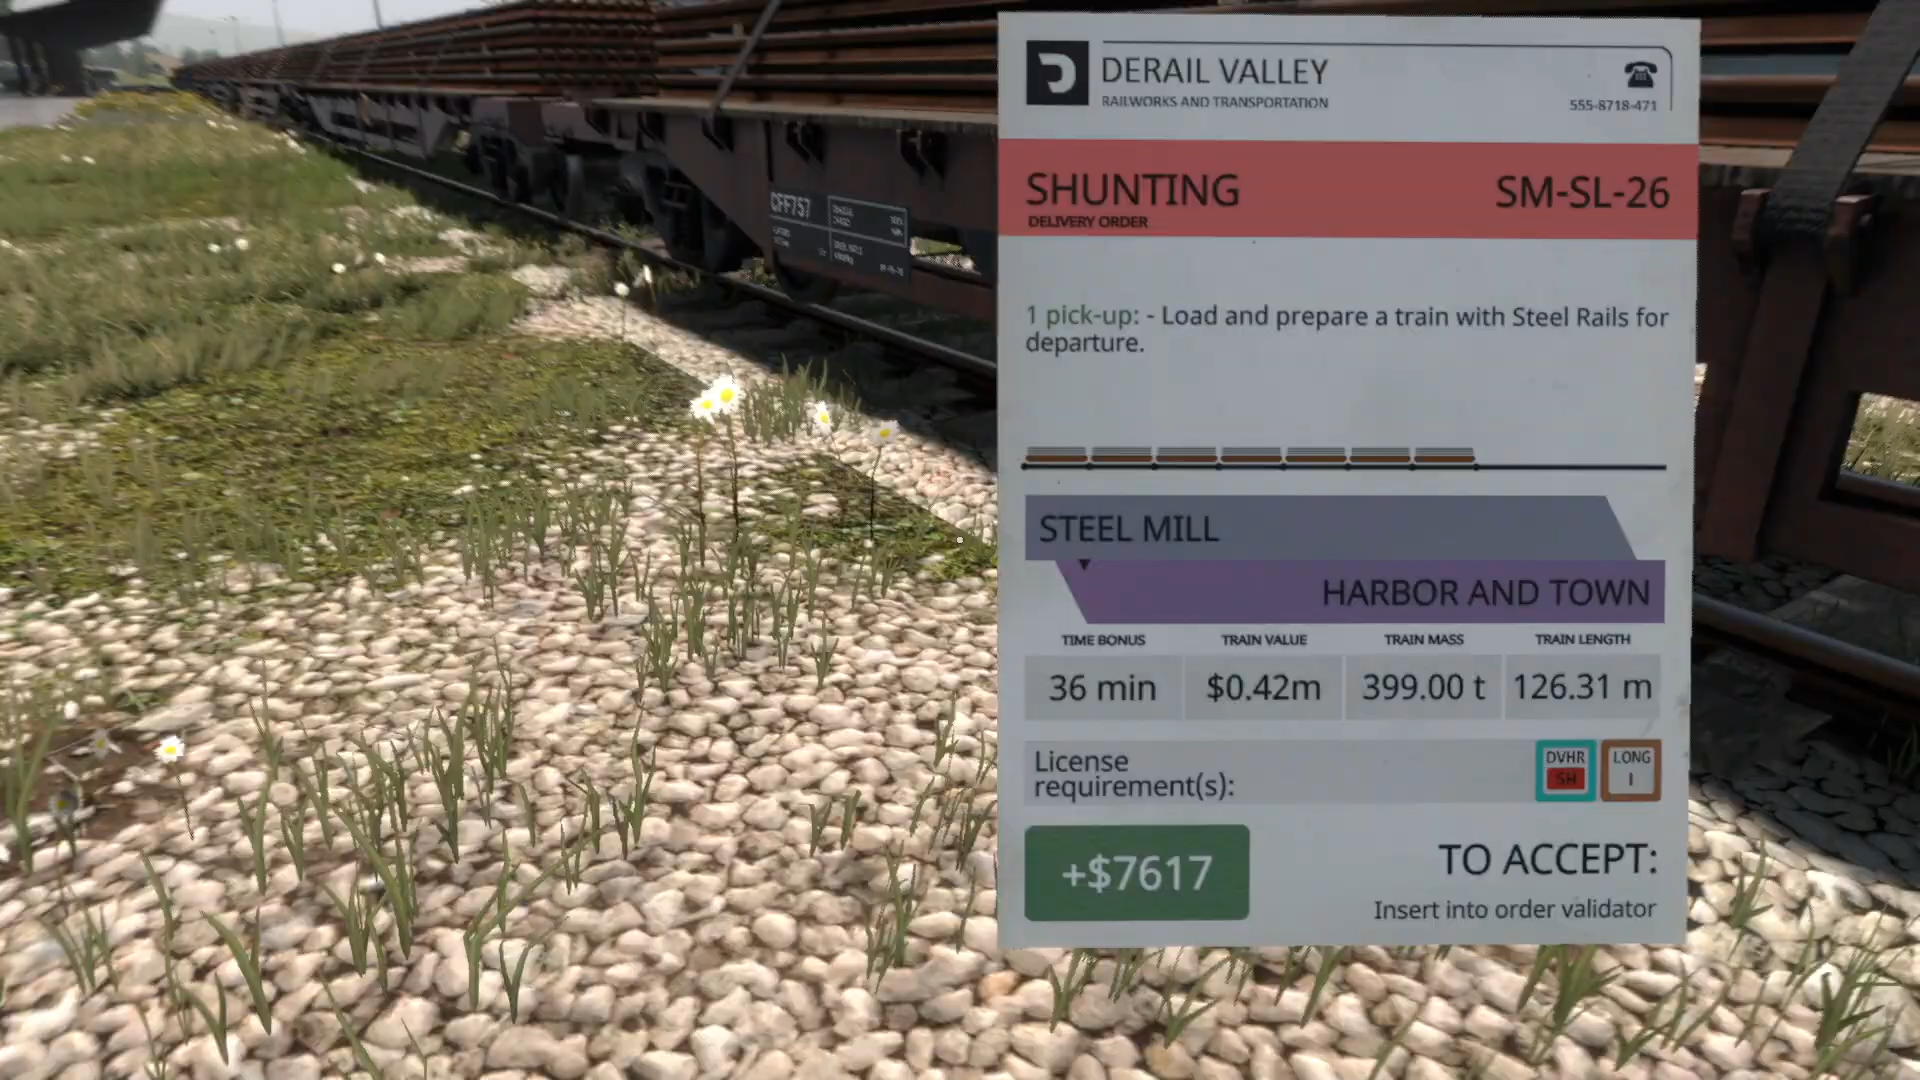 DERAIL VALLEY
RAILWORKS AND TRANSPORTATION
555-8718-471
SHUNTING
SM-SL-26
DELIVERY ORDER
1 pick-up: - Load and prepare a train with Steel Rails for
departure.
STEEL MILL
HARBOR AND TOWN
TIME BONUS TRAIN VALUE TRAIN MASS TRAIN LENGTH
36 min $0.42m 399.00 t 126.31 m
License
requirement(s):
DVHR
SH
LONG
I
+$7617
TO ACCEPT:
Insert into order validator
CFF757